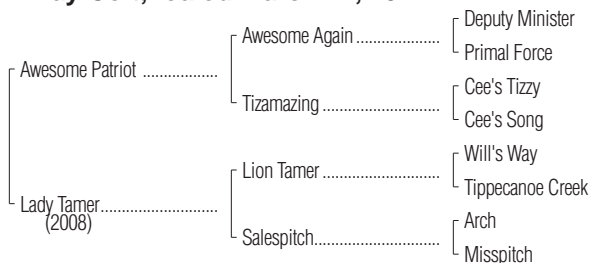 Deputy Minister
Awesome Again ....................
Primal Force
Awesome Patriot ..................
Cee's Tizzy
Tizamazing ............................
Cee's Song
Will's Way
Lion Tamer .............................
Tippecanoe Creek
Lady Tamer............................
(2008)
Arch
Salespitch..............................
Misspitch